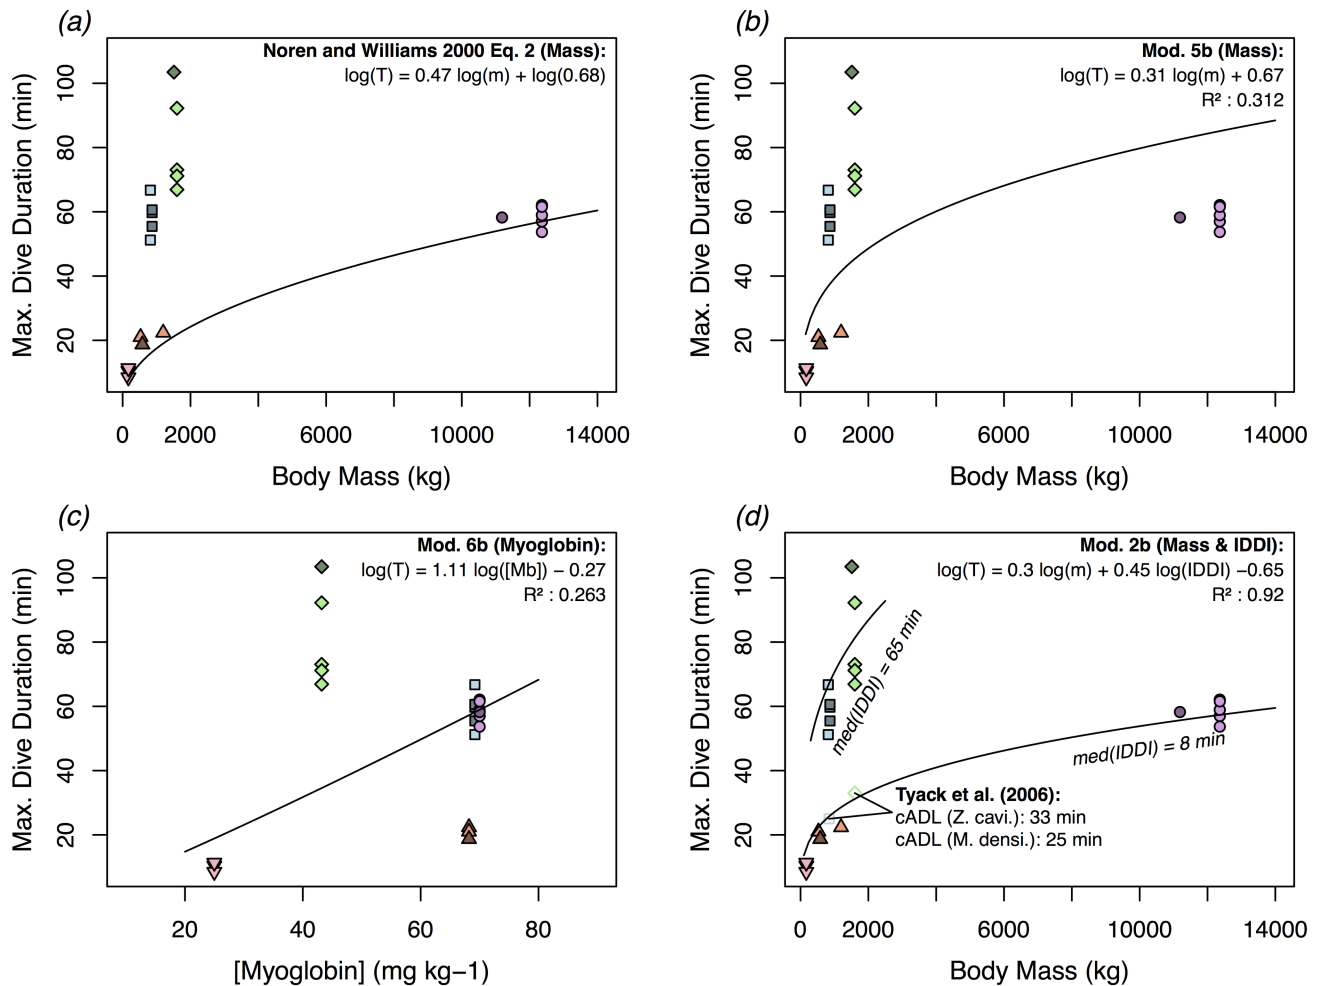 (a)
Noren and Williams 2000 Eq. 2 (Mass):
log(T) = 0.47 log(m) + log(0.68)
Max. Dive Duration (min)
100
80
60
40
20
0 2000 6000 10000 14000
Body Mass (kg)
(b)
Mod. 5b (Mass):
log(T) = 0.31 log(m) + 0.67
R² : 0.312
Max. Dive Duration (min)
100
80
60
40
20
0 2000 6000 10000 14000
Body Mass (kg)
(c)
Mod. 6b (Myoglobin):
log(T) = 1.11 log([Mb]) − 0.27
R² : 0.263
Max. Dive Duration (min)
100
80
60
40
20
20 40 60 80
[Myoglobin] (mg kg−1)
(d)
Mod. 2b (Mass & IDDI):
log(T) = 0.3 log(m) + 0.45 log(IDDI) −0.65
R² : 0.92
Max. Dive Duration (min)
100
80
60
40
20
med(IDDI) = 65 min
med(IDDI) = 8 min
Tyack et al. (2006):
cADL (Z. cavi.): 33 min
cADL (M. densi.): 25 min
0 2000 6000 10000 14000
Body Mass (kg)